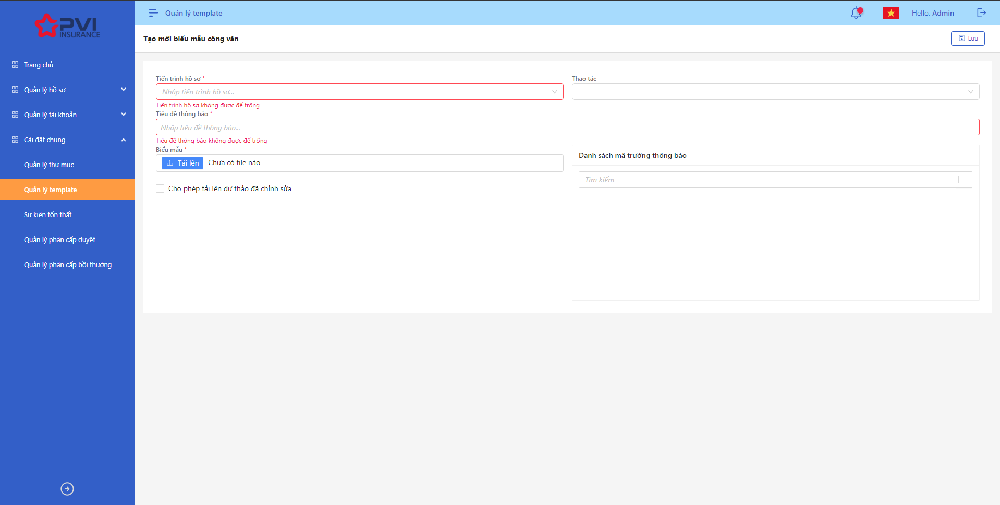 PVI
INSURANCE
Trang chủ
Quản lý hồ sơ
Quản lý tài khoản
Cài đặt chung
Quản lý thư mục
Quản lý template
Sự kiện tổn thất
Quản lý phân cấp duyệt
Quản lý phân cấp bồi thường
Quản lý template
Hello, Admin
Tạo mới biểu mẫu công văn
Lưu
Tiến trình hồ sơ *
Thao tác
Nhập tiến trình hồ sơ...
Tiến trình hồ sơ không được để trống
Tiêu đề thông báo *
Nhập tiêu đề thông báo...
Tiêu đề thông báo không được để trống
Biểu mẫu *
Tải lên Chưa có file nào
Cho phép tải lên dự thảo đã chỉnh sửa
Danh sách mã trường thông báo
Tìm kiếm